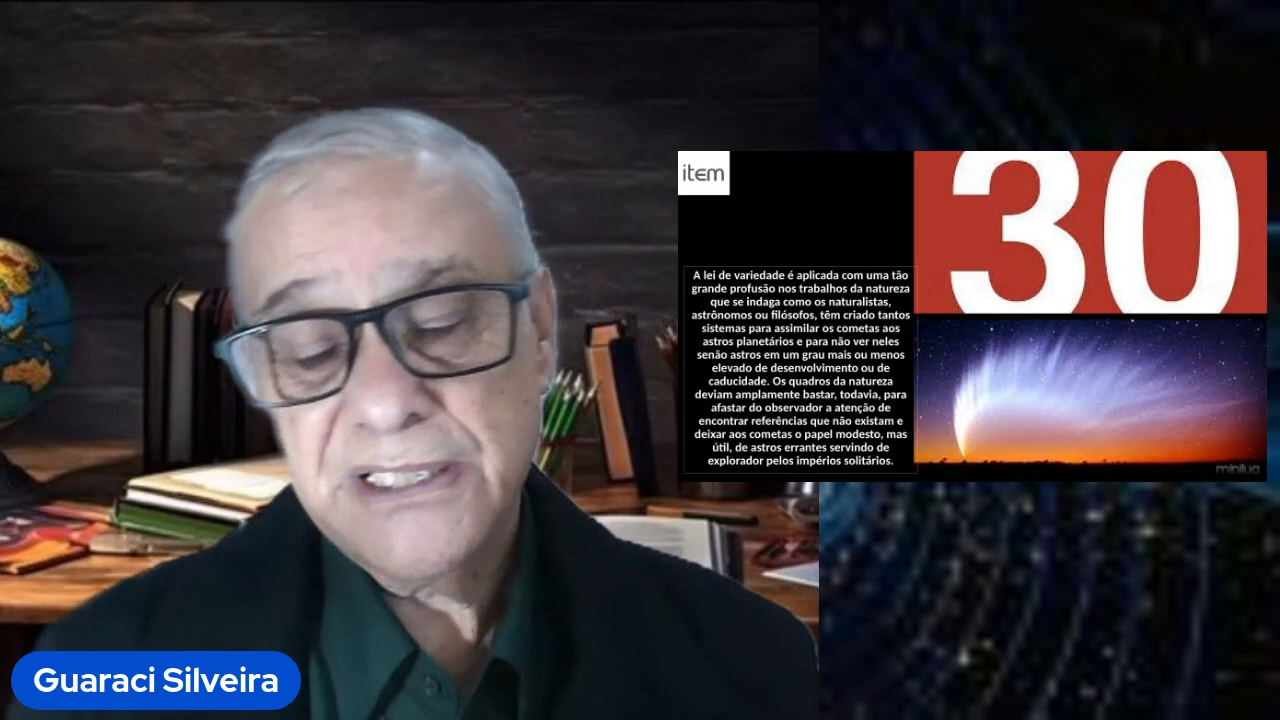 item
30
A lei de variedade é aplicada com uma tão
grande profusão nos trabalhos da natureza
que se indaga como os naturalistas,
astrônomos ou filósofos, têm criado tantos
sistemas para assimilar os cometas aos
astros planetários e para não ver neles
senão astros em um grau mais ou menos
elevado de desenvolvimento ou de
caducidade. Os quadros da natureza
deviam amplamente bastar, todavia, para
afastar do observador a atenção de
encontrar referências que não existam e
deixar aos cometas o papel modesto, mas
útil, de astros errantes servindo de
explorador pelos impérios solitários.
minilua
Guaraci Silveira